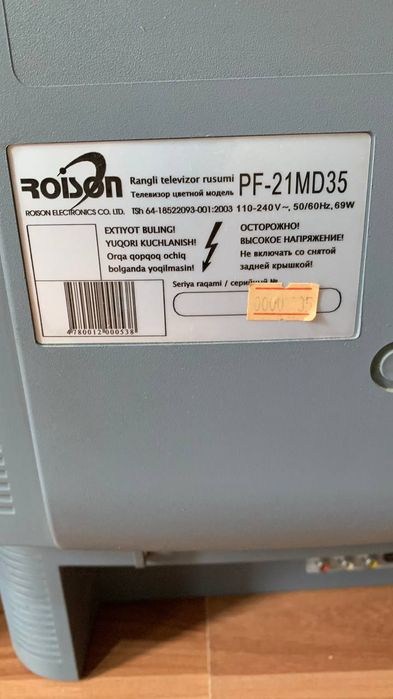 ROISON
ROISON ELECTRONICS CO. LTD.
Rangli televizor rusumi
Телевизор цветной модель
PF-21MD35
TSh 64-18522093-001:2003 110-240V~, 50/60Hz, 69W
EXTIYOT BULING!
YUQORI KUCHLANISH!
Orqa qopqoq ochiq
bolganda yoqilmasin!
ОСТОРОЖНО!
ВЫСОКОЕ НАПРЯЖЕНИЕ!
Не включать со снятой
задней крышкой!
Seriya raqami / серийный №
4780012000538